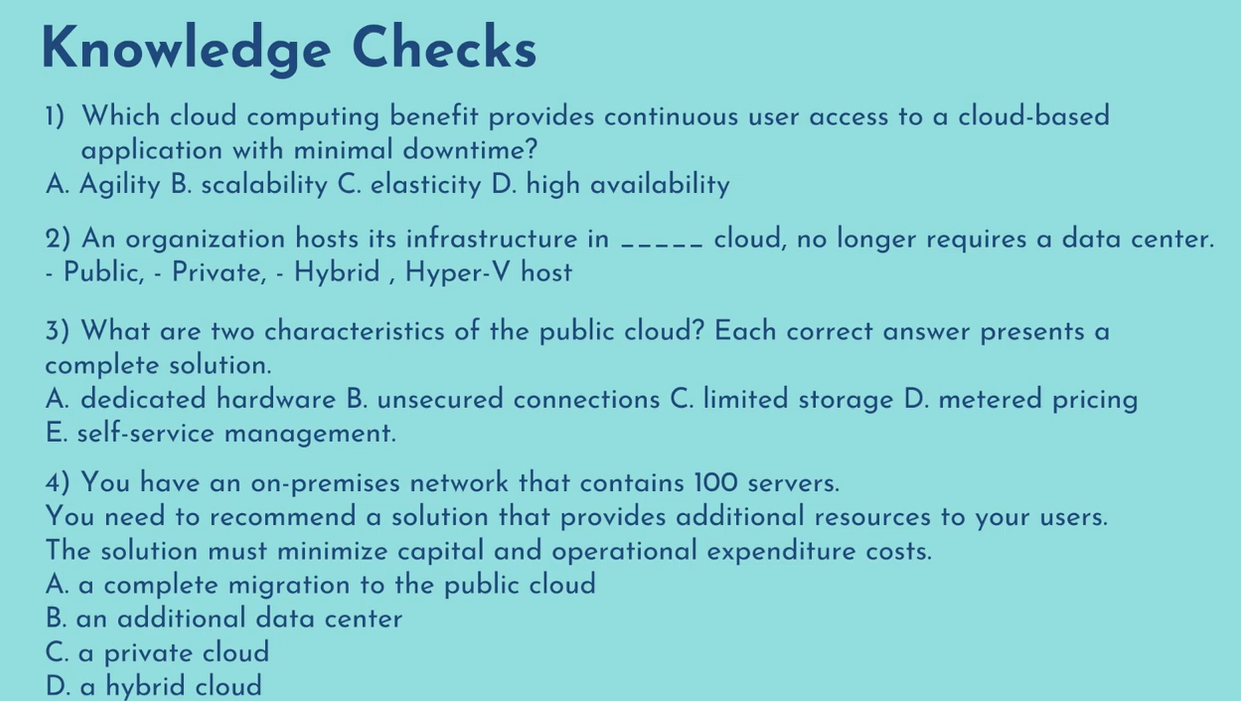 Knowledge Checks
1) Which cloud computing benefit provides continuous user access to a cloud-based
application with minimal downtime?
A. Agility B. scalability C. elasticity D. high availability
2) An organization hosts its infrastructure in _____ cloud, no longer requires a data center.
- Public, - Private, - Hybrid , Hyper-V host
3) What are two characteristics of the public cloud? Each correct answer presents a
complete solution.
A. dedicated hardware B. unsecured connections C. limited storage D. metered pricing
E. self-service management.
4) You have an on-premises network that contains 100 servers.
You need to recommend a solution that provides additional resources to your users.
The solution must minimize capital and operational expenditure costs.
A. a complete migration to the public cloud
B. an additional data center
C. a private cloud
D. a hybrid cloud